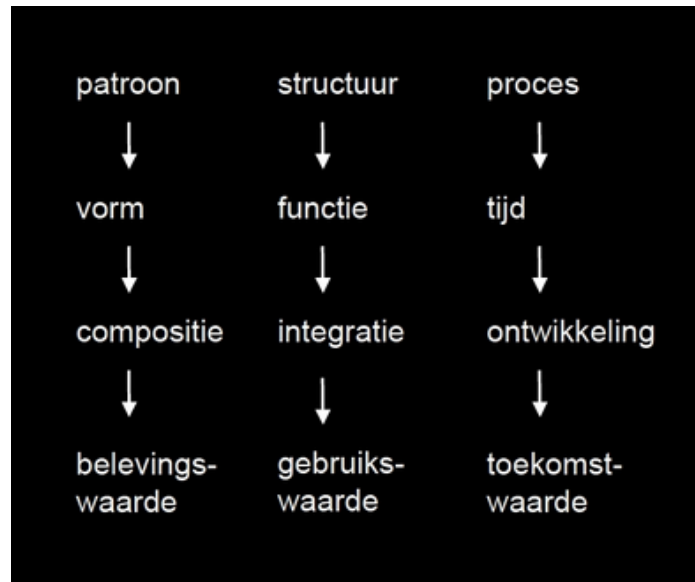 patroon structuur proces
vorm functie tijd
compositie integratie ontwikkeling
belevings- gebruiks- toekomst-
waarde waarde waarde